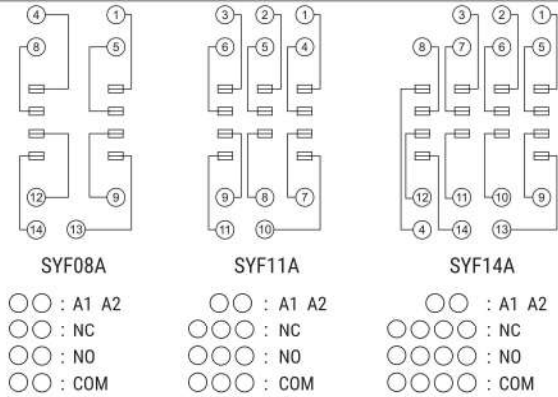 4 1 3 2 1 3 2 1
8 5 6 5 4 8 7 6 5
12 9 9 8 7 12 11 10 9
14 13 11 10 4 14 13
SYF08A SYF11A SYF14A
: A1 A2 : A1 A2 : A1 A2
: NC : NC : NC
: NO : NO : NO
: COM : COM : COM